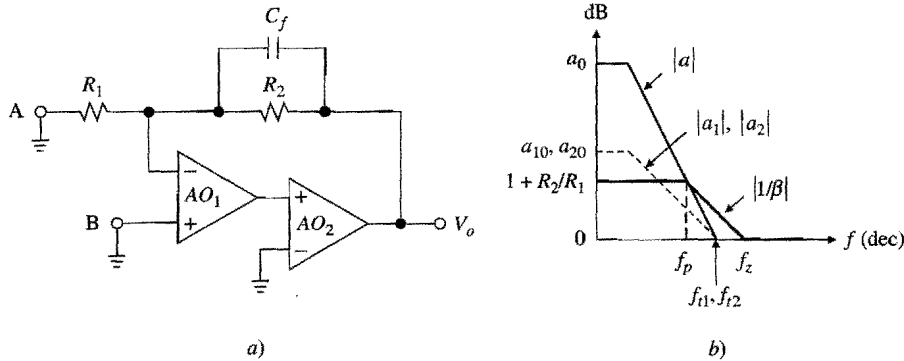 C_f
R_1
R_2
A
AO_1
AO_2
B
V_o
a)
dB
a_0
|a|
|a_1|, |a_2|
a_10, a_20
1 + R_2/R_1
|1/β|
0
f (dec)
f_p
f_z
f_t1, f_t2
b)